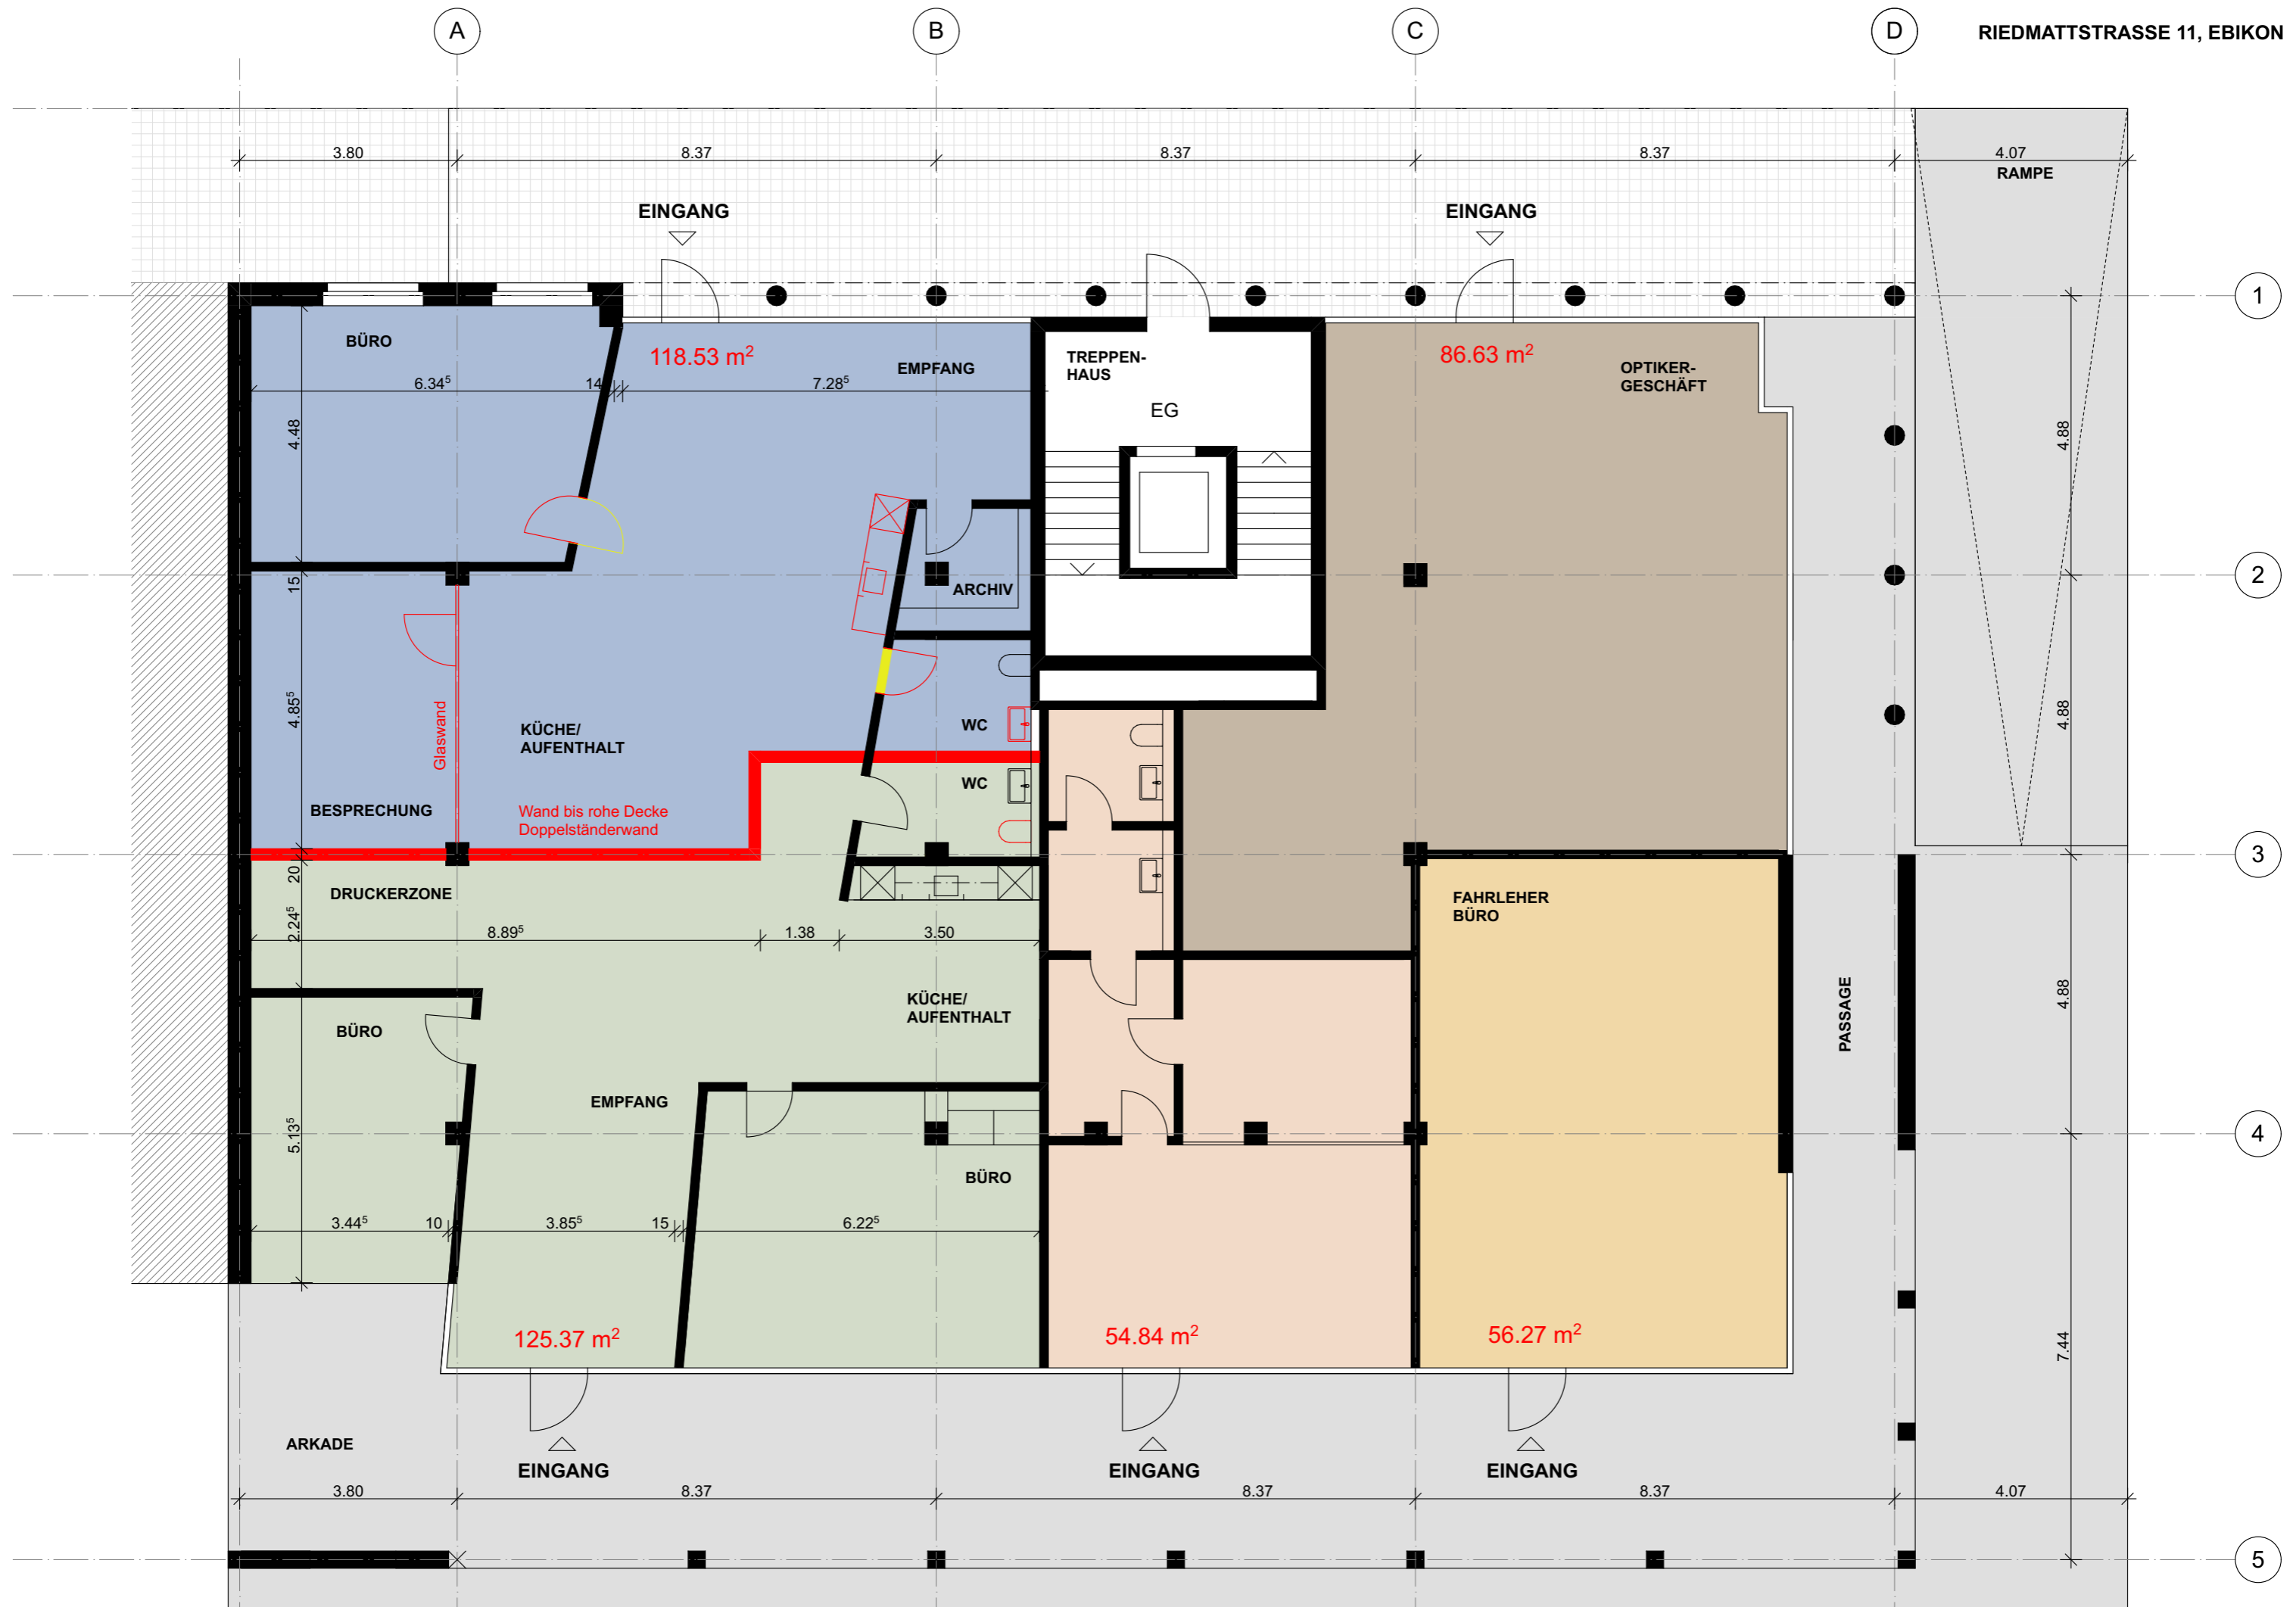 A
B
C
D
RIEDMATTSTRASSE 11, EBIKON
3.80
8.37
8.37
8.37
4.07
RAMPE
EINGANG
EINGANG
1
BÜRO
118.53 m²
EMPFANG
TREPPEN-
HAUS
86.63 m²
OPTIKER-
GESCHÄFT
6.34⁵
14
7.28⁵
EG
4.48
4.88
15
ARCHIV
2
4.85⁵
Glaswand
KÜCHE/
AUFENTHALT
WC
4.88
WC
BESPRECHUNG
Wand bis rohe Decke
Doppelständerwand
3
20
DRUCKERZONE
FAHRLEHER
BÜRO
2.24⁵
8.89⁵
1.38
3.50
4.88
KÜCHE/
AUFENTHALT
PASSAGE
BÜRO
EMPFANG
5.13⁵
4
BÜRO
3.44⁵
10
3.85⁵
15
6.22⁵
125.37 m²
54.84 m²
56.27 m²
7.44
ARKADE
EINGANG
EINGANG
EINGANG
3.80
8.37
8.37
8.37
4.07
5